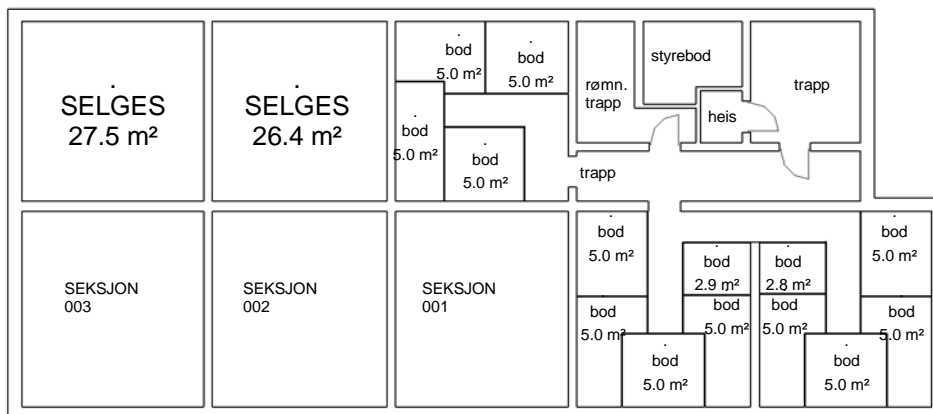 SELGES
27.5 m²
SELGES
26.4 m²
bod
5.0 m²
bod
5.0 m²
bod
5.0 m²
bod
5.0 m²
rømn.
trapp
styrebod
heis
trapp
trapp
SEKSJON
003
SEKSJON
002
SEKSJON
001
bod
5.0 m²
bod
5.0 m²
bod
2.9 m²
bod
5.0 m²
bod
5.0 m²
bod
2.8 m²
bod
5.0 m²
bod
5.0 m²
bod
5.0 m²
bod
5.0 m²